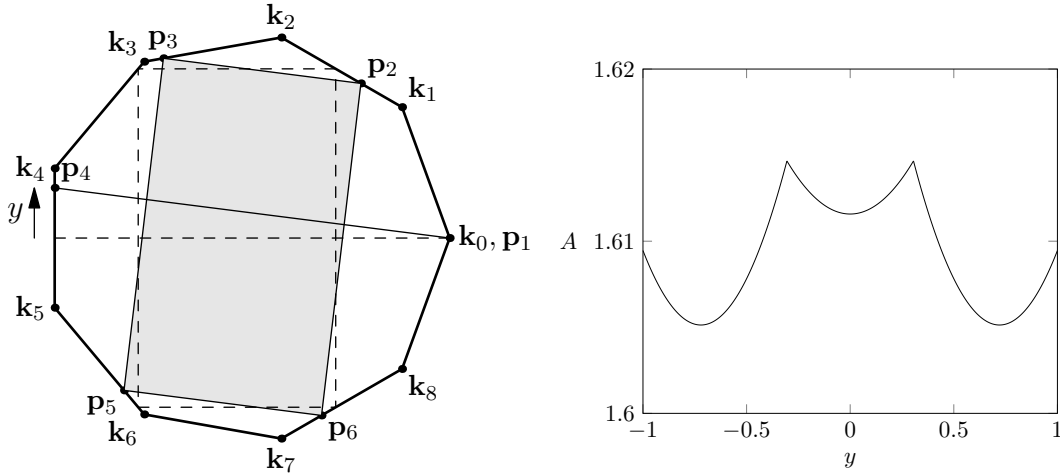 k₂
k₃ p₃
p₂
k₁
k₄ p₄
y
k₀, p₁
k₅
k₈
p₅
k₆
p₆
k₇
1.62
A 1.61
1.6
−1 −0.5 0 0.5 1
y